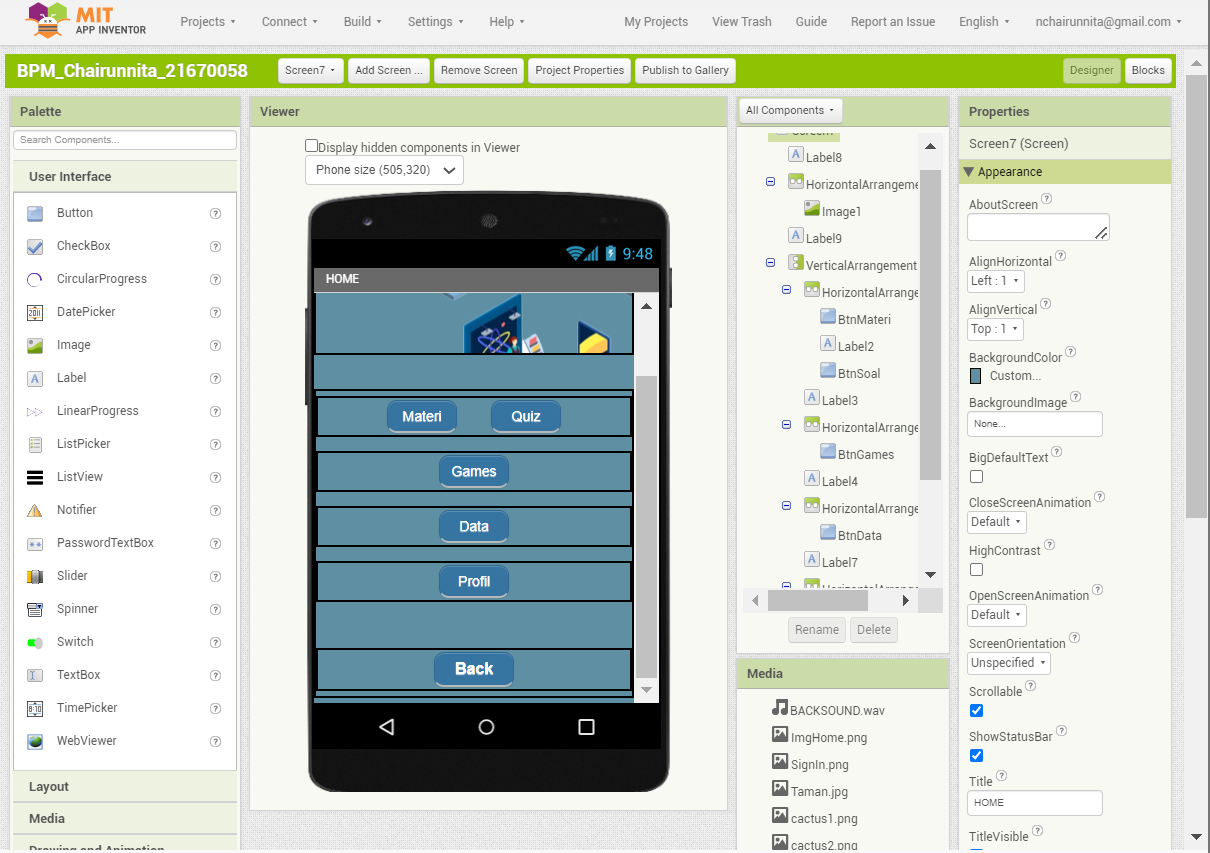 MIT
APP INVENTOR
Projects
Connect
Build
Settings
Help
My Projects
View Trash
Guide
Report an Issue
English
nchairunnita@gmail.com
BPM_Chairunnita_21670058
Screen7
Add Screen ...
Remove Screen
Project Properties
Publish to Gallery
Designer
Blocks
Palette
Search Components...
User Interface
Button
CheckBox
CircularProgress
DatePicker
Image
Label
LinearProgress
ListPicker
ListView
Notifier
PasswordTextBox
Slider
Spinner
Switch
TextBox
TimePicker
WebViewer
Layout
Media
Drawing and Animation
Viewer
Display hidden components in Viewer
Phone size (505,320)
9:48
HOME
Materi
Quiz
Games
Data
Profil
Back
All Components
Label8
HorizontalArrangeme
Image1
Label9
VerticalArrangement
HorizontalArrange
BtnMateri
Label2
BtnSoal
Label3
HorizontalArrange
BtnGames
Label4
HorizontalArrange
BtnData
Label7
HorizontalArrange
Rename
Delete
Media
BACKSOUND.wav
ImgHome.png
SignIn.png
Taman.jpg
cactus1.png
cactus2.png
Properties
Screen7 (Screen)
Appearance
AboutScreen
AlignHorizontal
Left : 1
AlignVertical
Top : 1
BackgroundColor
Custom...
BackgroundImage
None...
BigDefaultText
CloseScreenAnimation
Default
HighContrast
OpenScreenAnimation
Default
ScreenOrientation
Unspecified
Scrollable
ShowStatusBar
Title
HOME
TitleVisible